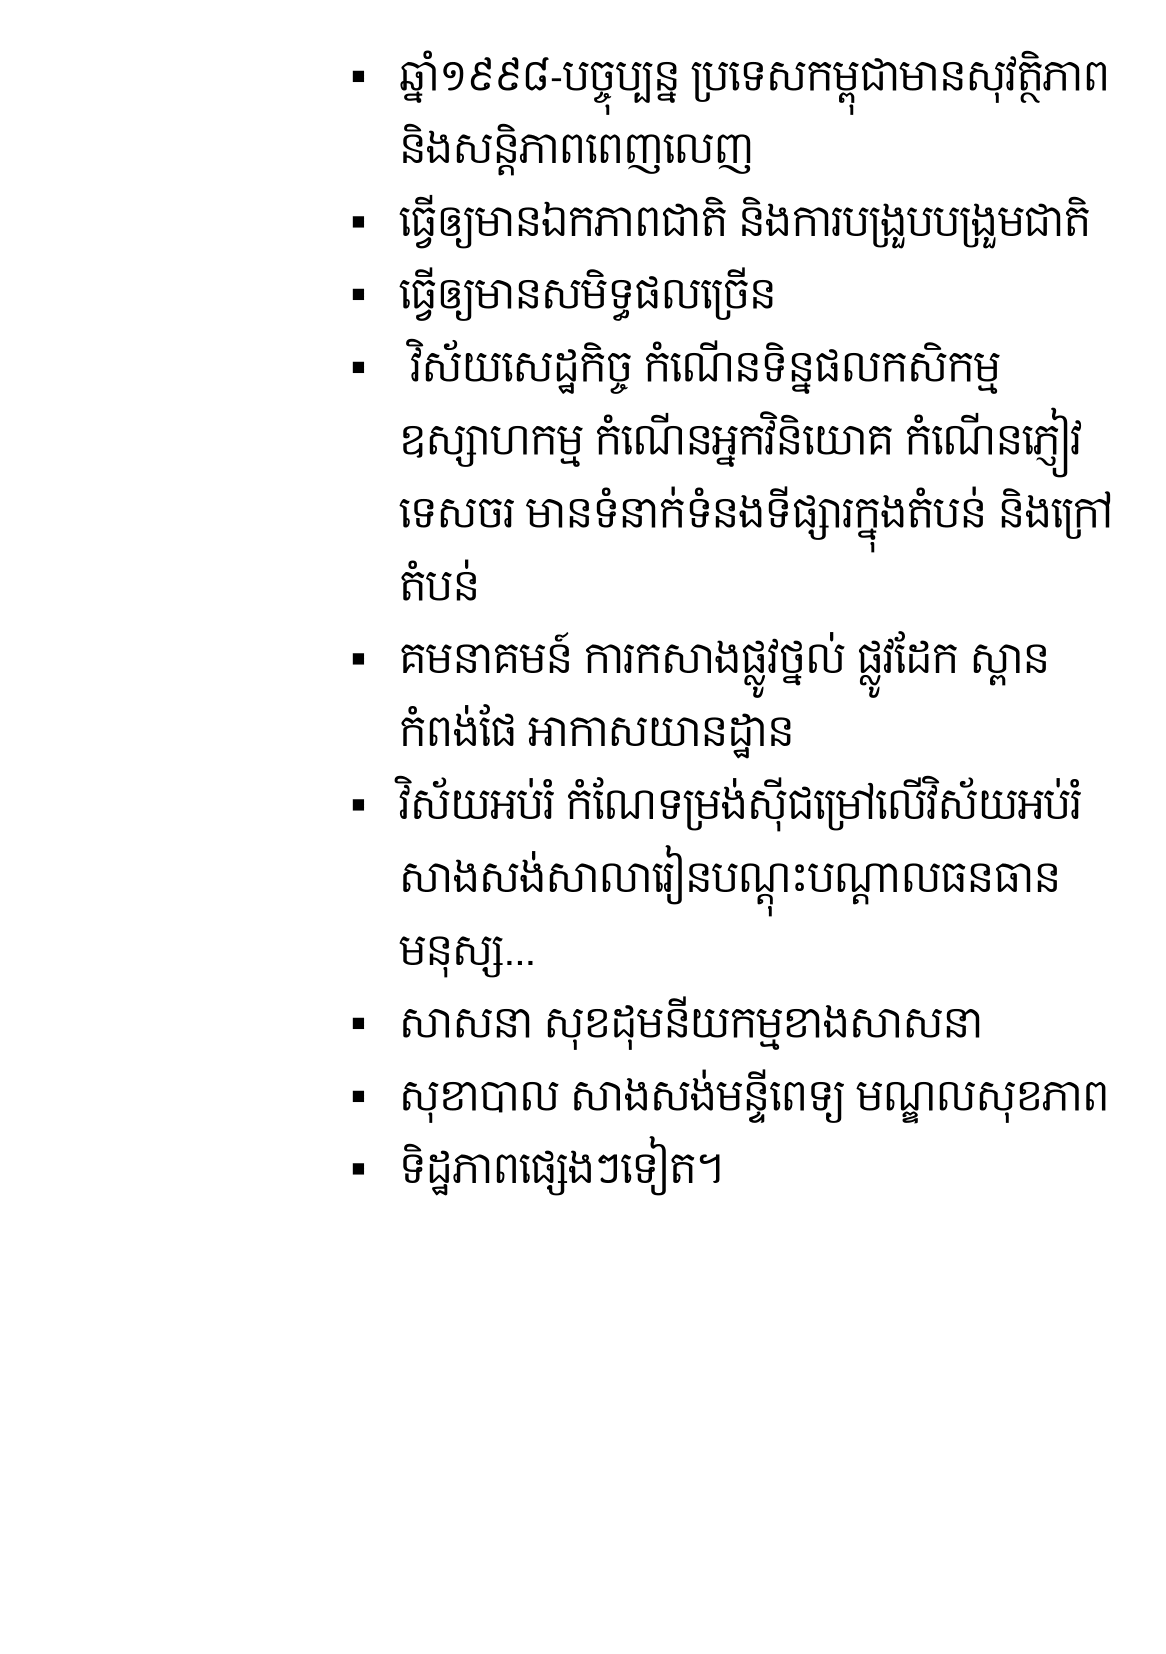 ▪ ឆ្នាំ១៩៩៨-បច្ចុប្បន្ន ប្រទេសកម្ពុជាមានសុវត្ថិភាព
និងសន្តិភាពពេញលេញ
▪ ធ្វើឲ្យមានឯកភាពជាតិ និងការបង្រួបបង្រួមជាតិ
▪ ធ្វើឲ្យមានសមិទ្ធផលច្រើន
▪ វិស័យសេដ្ឋកិច្ច កំណើនទិន្នផលកសិកម្ម
ឧស្សាហកម្ម កំណើនអ្នកវិនិយោគ កំណើនភ្ញៀវ
ទេសចរ មានទំនាក់ទំនងទីផ្សារក្នុងតំបន់ និងក្រៅ
តំបន់
▪ គមនាគមន៍ ការកសាងផ្លូវថ្នល់ ផ្លូវដែក ស្ពាន
កំពង់ផែ អាកាសយានដ្ឋាន
▪ វិស័យអប់រំ កំណែទម្រង់ស៊ីជម្រៅលើវិស័យអប់រំ
សាងសង់សាលារៀនបណ្តុះបណ្តាលធនធាន
មនុស្ស...
▪ សាសនា សុខដុមនីយកម្មខាងសាសនា
▪ សុខាបាល សាងសង់មន្ទីពេទ្យ មណ្ឌលសុខភាព
▪ ទិដ្ឋភាពផ្សេងៗទៀត។